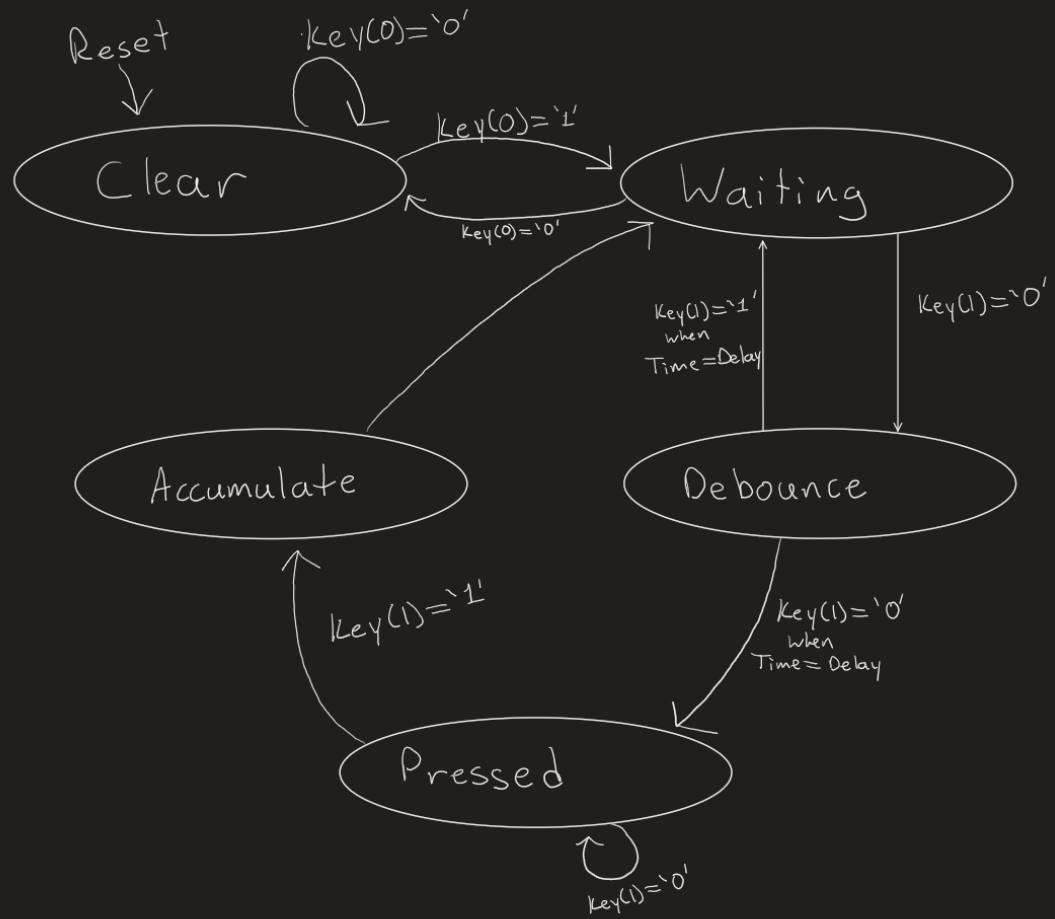 Reset
Key(0)=‵0′
Key(0)=‵1′
Clear
Waiting
Key(0)=‵0′
Key(1)=‵1′
when
Time=Delay
Key(1)=‵0′
Accumulate
Debounce
Key(1)=‵1′
Key(1)=‵0′
when
Time=Delay
Pressed
Key(1)=‵0′